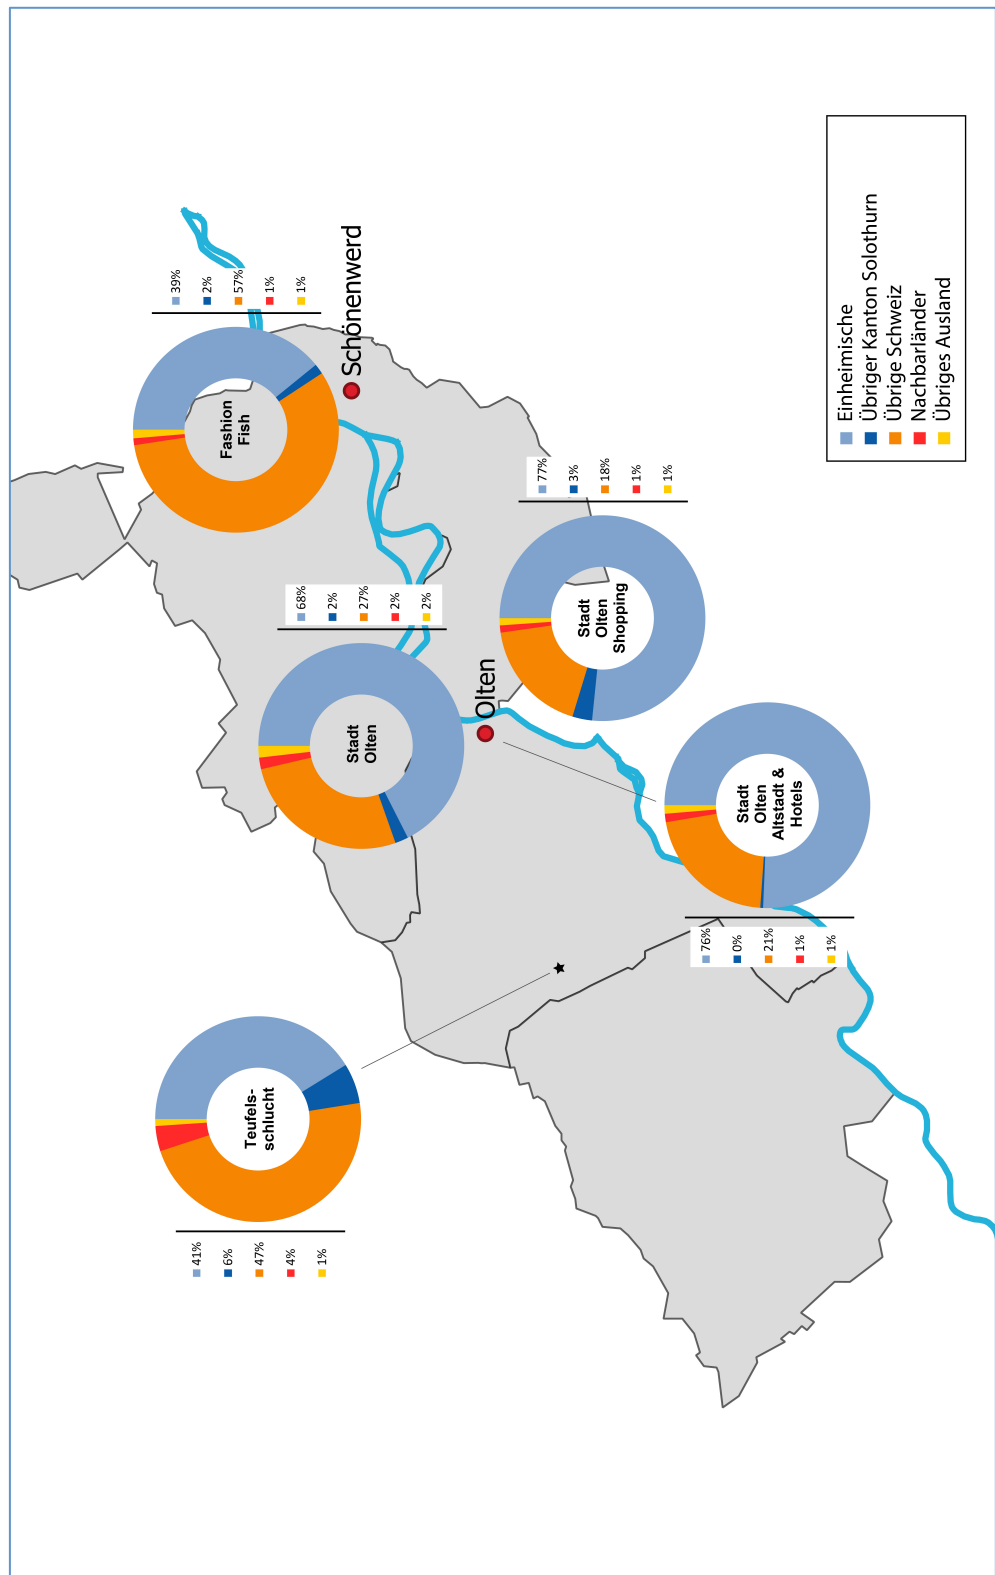 Teufels-
schlucht
41%
6%
47%
4%
1%
Stadt
Olten
68%
2%
27%
2%
2%
Fashion
Fish
39%
2%
57%
1%
1%
Schönenwerd
Olten
Stadt
Olten
Shopping
77%
3%
18%
1%
1%
Stadt
Olten
Altstadt &
Hotels
76%
0%
21%
1%
1%
Einheimische
Übriger Kanton Solothurn
Übrige Schweiz
Nachbarländer
Übriges Ausland